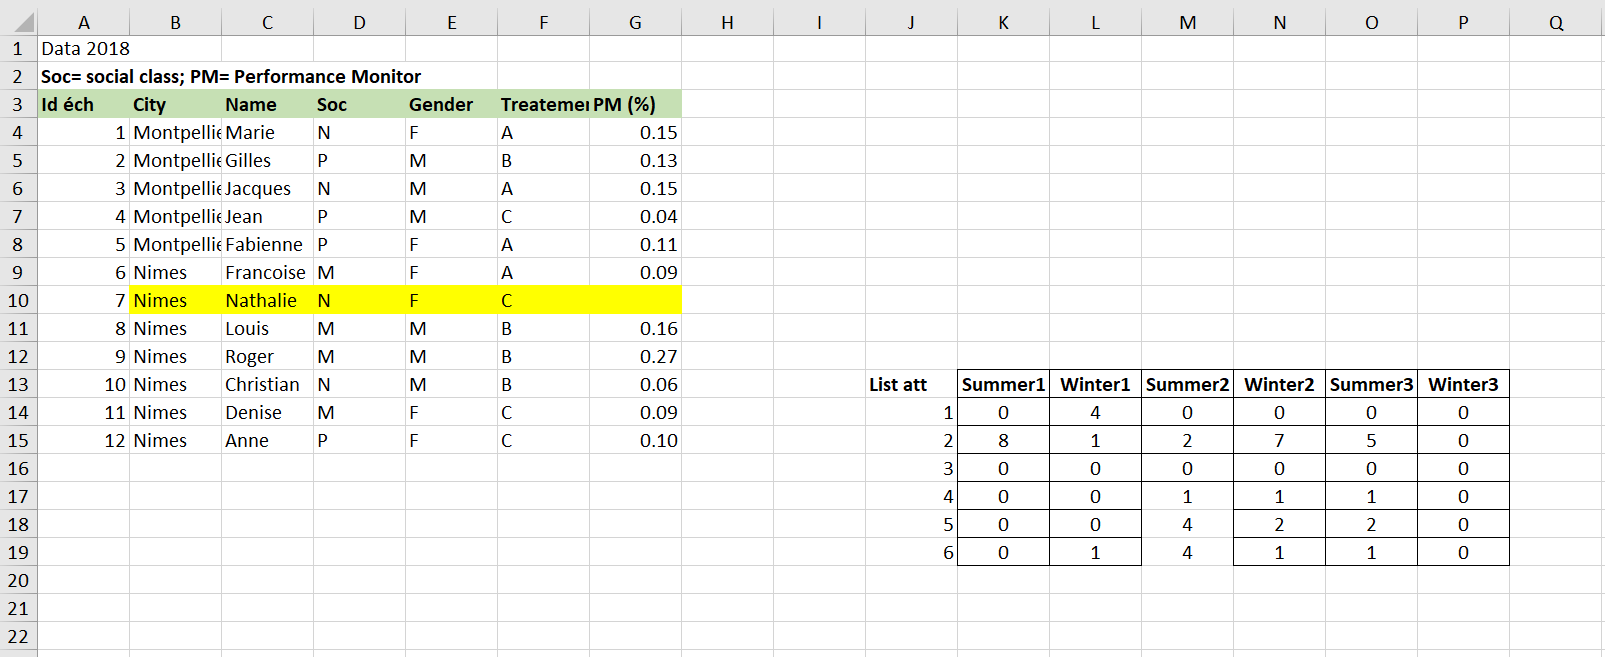 A B C D E F G H I J K L M N O P Q
1 Data 2018
2 Soc= social class; PM= Performance Monitor
3 Id éch City Name Soc Gender Treatemer PM (%)
4 1 Montpellie Marie N F A 0.15
5 2 Montpellie Gilles P M B 0.13
6 3 Montpellie Jacques N M A 0.15
7 4 Montpellie Jean P M C 0.04
8 5 Montpellie Fabienne P F A 0.11
9 6 Nimes Francoise M F A 0.09
10 7 Nimes Nathalie N F C
11 8 Nimes Louis M M B 0.16
12 9 Nimes Roger M M B 0.27
13 10 Nimes Christian N M B 0.06 List att Summer1 Winter1 Summer2 Winter2 Summer3 Winter3
14 11 Nimes Denise M F C 0.09 1 0 4 0 0 0 0
15 12 Nimes Anne P F C 0.10 2 8 1 2 7 5 0
16 3 0 0 0 0 0 0
17 4 0 0 1 1 1 0
18 5 0 0 4 2 2 0
19 6 0 1 4 1 1 0
20
21
22